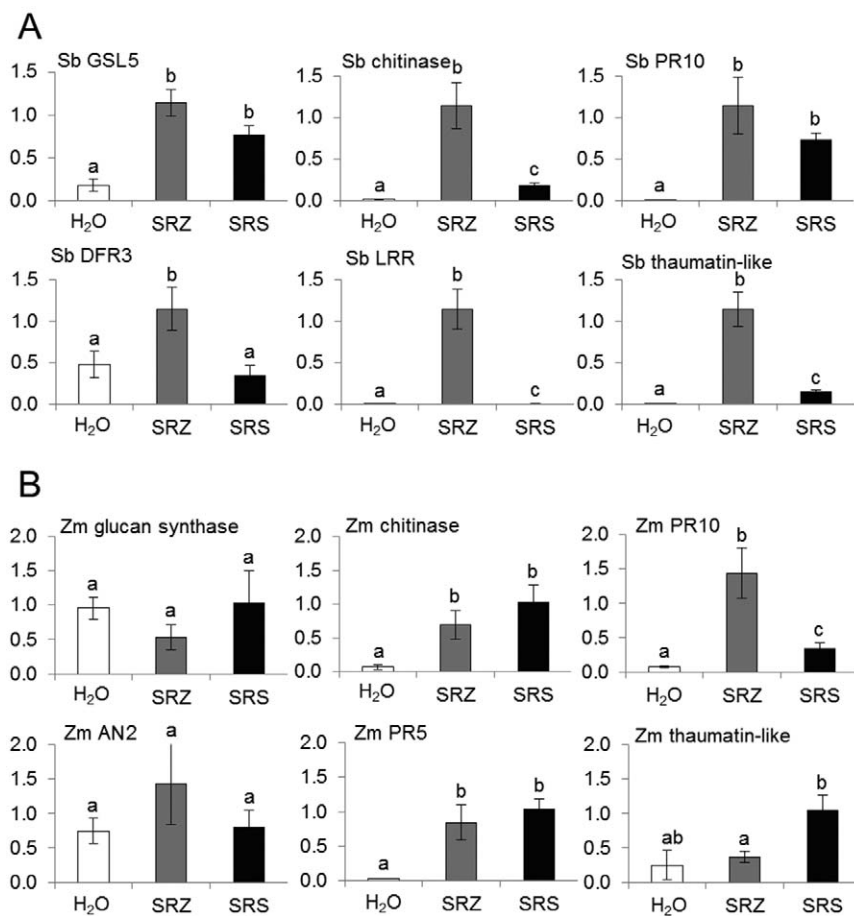 A
Sb GSL5
1.5
1.0
0.5
0.0
a
b
b
H₂O SRZ SRS
Sb chitinase
1.5
1.0
0.5
0.0
a
b
c
H₂O SRZ SRS
Sb PR10
1.5
1.0
0.5
0.0
a
b
b
H₂O SRZ SRS
Sb DFR3
1.5
1.0
0.5
0.0
a
b
a
H₂O SRZ SRS
Sb LRR
1.5
1.0
0.5
0.0
a
b
c
H₂O SRZ SRS
Sb thaumatin-like
1.5
1.0
0.5
0.0
a
b
c
H₂O SRZ SRS
B
Zm glucan synthase
2.0
1.5
1.0
0.5
0.0
a
a
a
H₂O SRZ SRS
Zm chitinase
2.0
1.5
1.0
0.5
0.0
a
b
b
H₂O SRZ SRS
Zm PR10
2.0
1.5
1.0
0.5
0.0
a
b
c
H₂O SRZ SRS
Zm AN2
2.0
1.5
1.0
0.5
0.0
a
a
a
H₂O SRZ SRS
Zm PR5
2.0
1.5
1.0
0.5
0.0
a
b
b
H₂O SRZ SRS
Zm thaumatin-like
2.0
1.5
1.0
0.5
0.0
ab
a
b
H₂O SRZ SRS